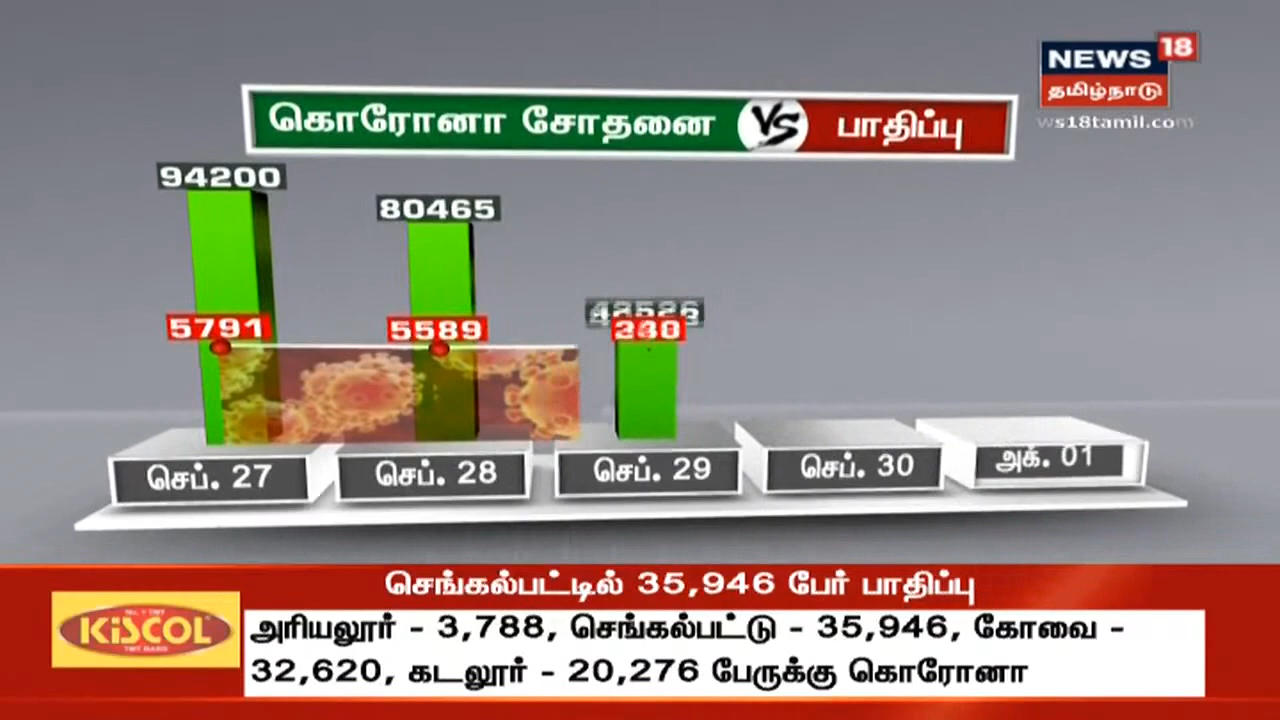 NEWS 18
தமிழ்நாடு
ws18tamil.com
கொரோனா சோதனை VS பாதிப்பு
94200
80465
5791
5589
செப். 27
செப். 28
செப். 29
செப். 30
அக். 01
செங்கல்பட்டில் 35,946 பேர் பாதிப்பு
KiSCOL
அரியலூர் - 3,788, செங்கல்பட்டு - 35,946, கோவை -
32,620, கடலூர் - 20,276 பேருக்கு கொரோனா